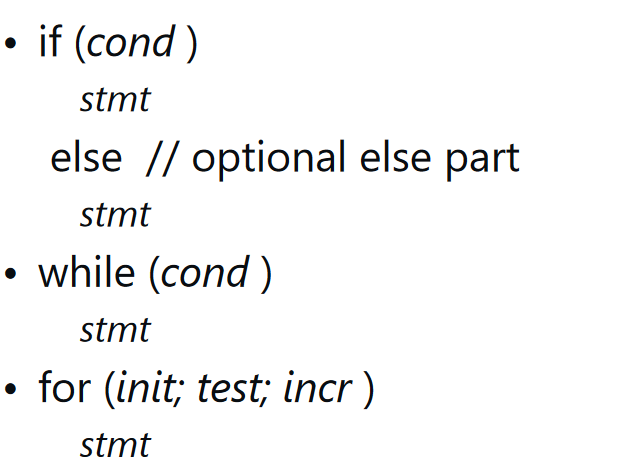 • if (cond )
stmt
else // optional else part
stmt
• while (cond )
stmt
• for (init; test; incr )
stmt